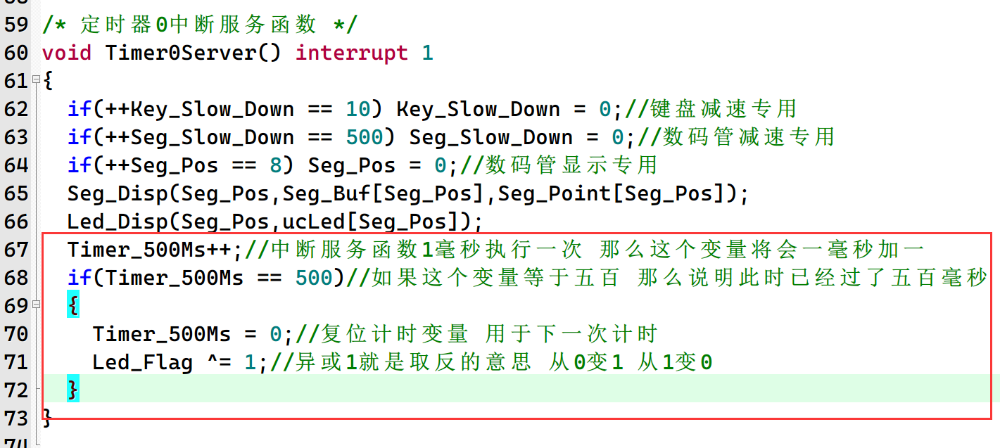 59 /* 定时器0中断服务函数 */
60 void Timer0Server() interrupt 1
61 {
62 if(++Key_Slow_Down == 10) Key_Slow_Down = 0;//键盘减速专用
63 if(++Seg_Slow_Down == 500) Seg_Slow_Down = 0;//数码管减速专用
64 if(++Seg_Pos == 8) Seg_Pos = 0;//数码管显示专用
65 Seg_Disp(Seg_Pos,Seg_Buf[Seg_Pos],Seg_Point[Seg_Pos]);
66 Led_Disp(Seg_Pos,ucLed[Seg_Pos]);
67 Timer_500Ms++;//中断服务函数1毫秒执行一次 那么这个变量将会一毫秒加一
68 if(Timer_500Ms == 500)//如果这个变量等于五百 那么说明此时已经过了五百毫秒
69 {
70 Timer_500Ms = 0;//复位计时变量 用于下一次计时
71 Led_Flag ^= 1;//异或1就是取反的意思 从0变1 从1变0
72 }
73 }
74